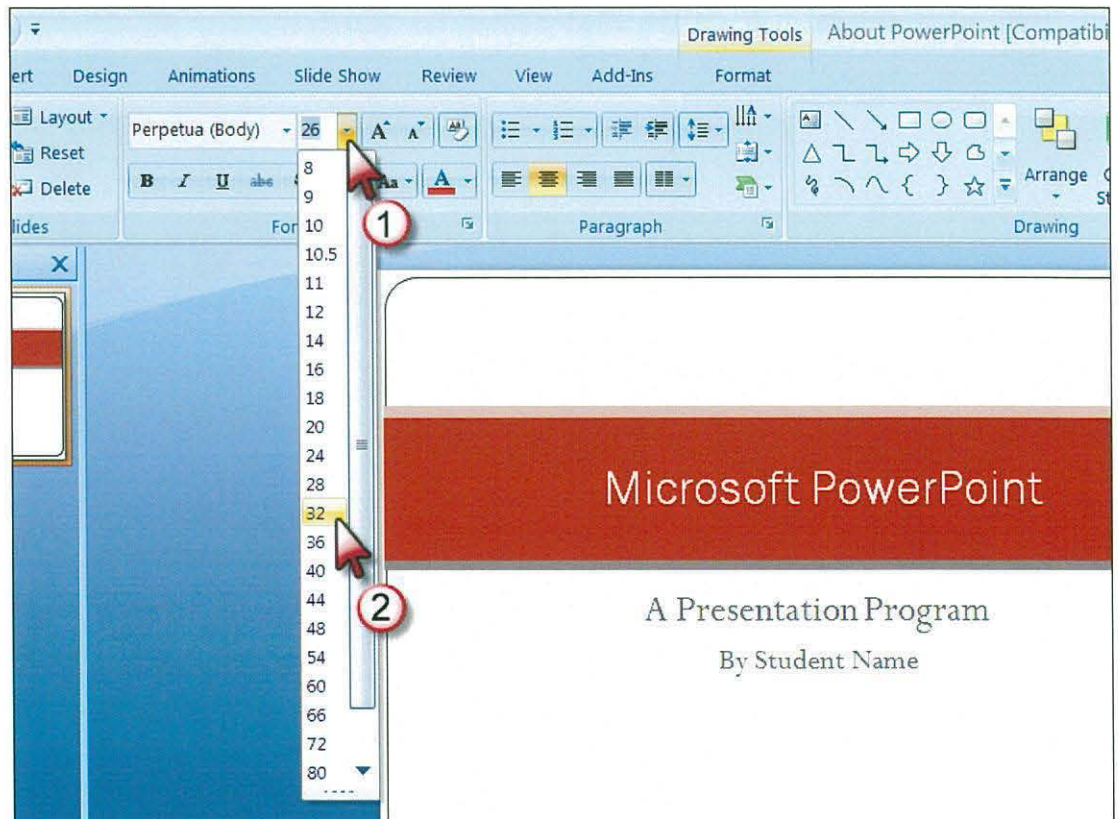 Drawing Tools About PowerPoint [Compatibi
ert Design Animations Slide Show Review View Add-Ins Format
Layout
Reset
Delete
lides
Perpetua (Body) 26 A A
B I U abe Aa A
For
Paragraph
Arrange
St
Drawing
8
9
10
10.5
11
12
14
16
18
20
24
28
32
36
40
44
48
54
60
66
72
80
1
2
Microsoft PowerPoint
A Presentation Program
By Student Name